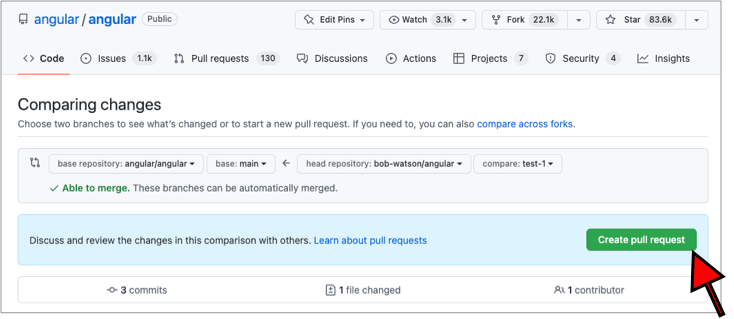 angular / angular Public Edit Pins Watch 3.1k Fork 22.1k Star 83.6k
Code Issues 1.1k Pull requests 130 Discussions Actions Projects 7 Security 4 Insights
Comparing changes
Choose two branches to see what's changed or to start a new pull request. If you need to, you can also compare across forks.
base repository: angular/angular base: main head repository: bob-watson/angular compare: test-1
Able to merge. These branches can be automatically merged.
Discuss and review the changes in this comparison with others. Learn about pull requests Create pull request
3 commits 1 file changed 1 contributor